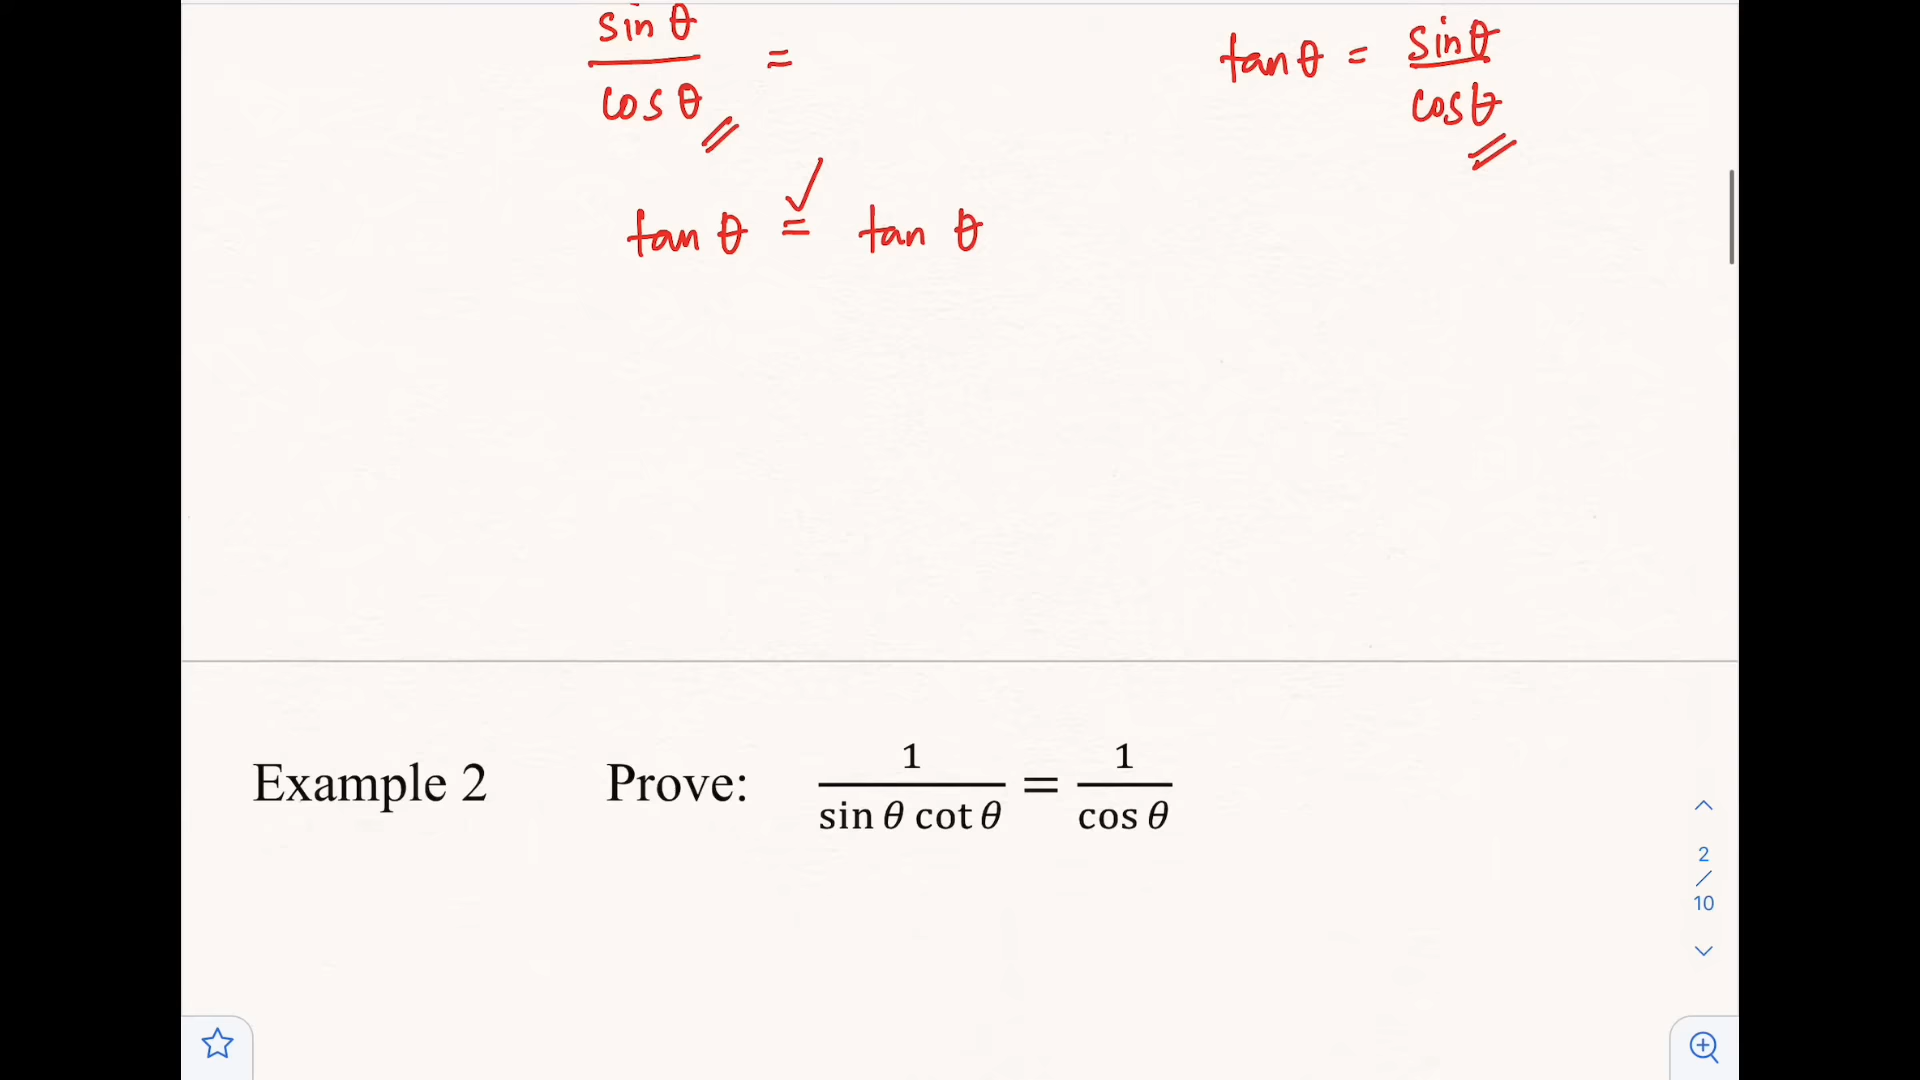 sin θ / cos θ =
tan θ = sin θ / cos θ
tan θ = tan θ
Example 2 Prove: 1 / sin θ cot θ = 1 / cos θ
2
/
10